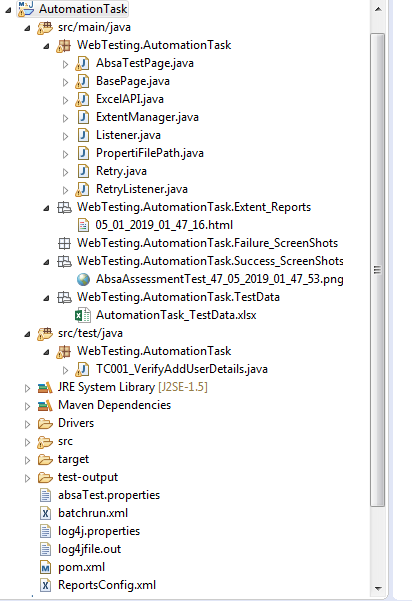 AutomationTask
src/main/java
WebTesting.AutomationTask
AbsaTestPage.java
BasePage.java
ExcelAPI.java
ExtentManager.java
Listener.java
PropertiFilePath.java
Retry.java
RetryListener.java
WebTesting.AutomationTask.Extent_Reports
05_01_2019_01_47_16.html
WebTesting.AutomationTask.Failure_ScreenShots
WebTesting.AutomationTask.Success_ScreenShots
AbsaAssessmentTest_47_05_2019_01_47_53.png
WebTesting.AutomationTask.TestData
AutomationTask_TestData.xlsx
src/test/java
WebTesting.AutomationTask
TC001_VerifyAddUserDetails.java
JRE System Library [J2SE-1.5]
Maven Dependencies
Drivers
src
target
test-output
absaTest.properties
batchrun.xml
log4j.properties
log4jfile.out
pom.xml
ReportsConfig.xml